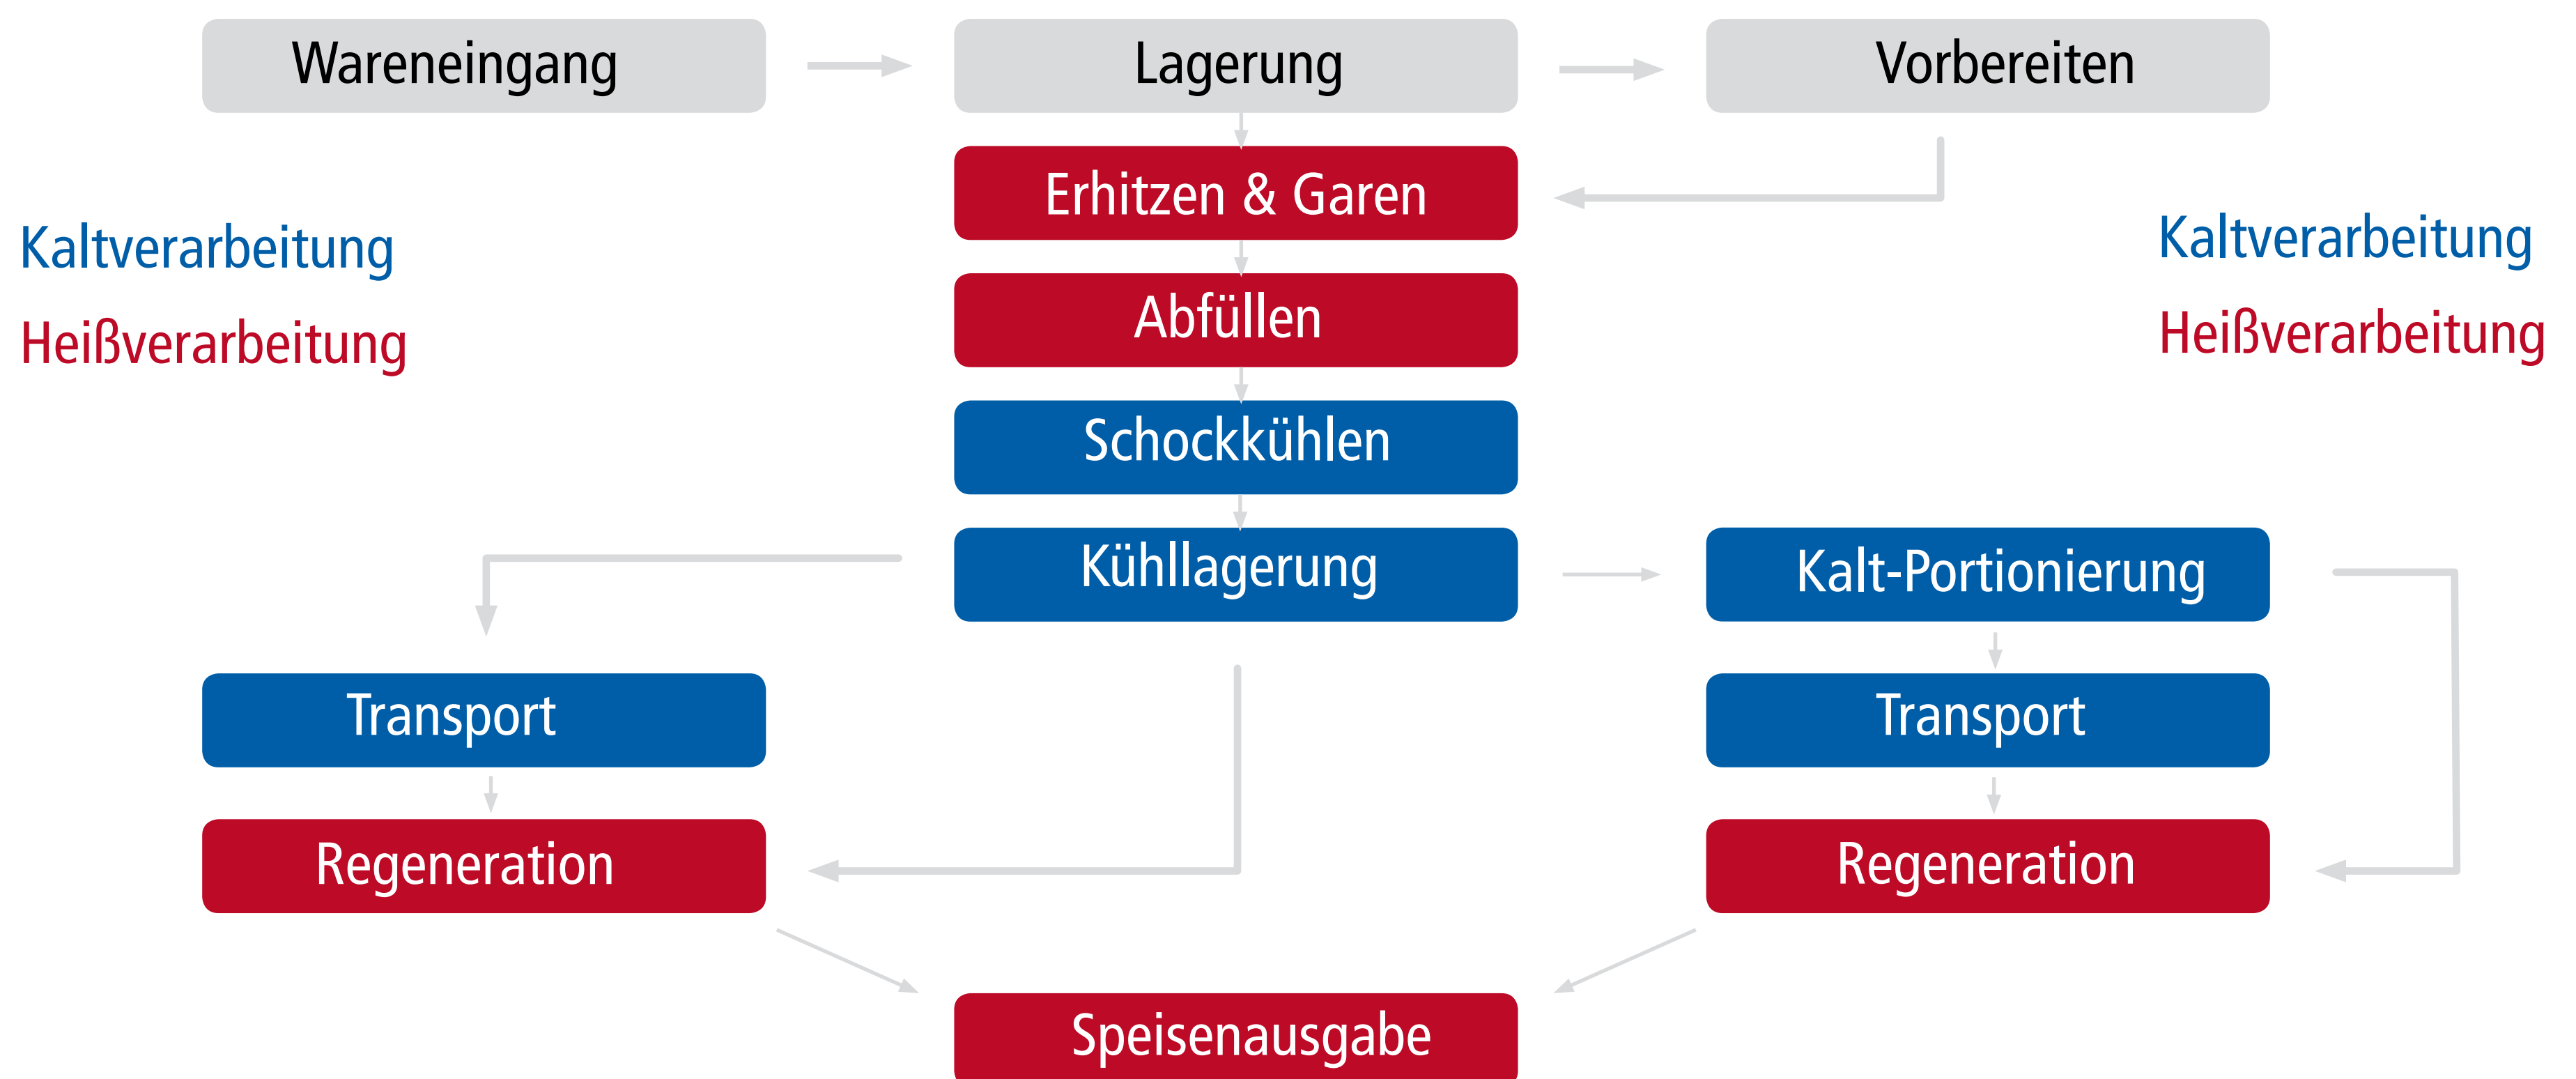 Wareneingang
Lagerung
Vorbereiten
Erhitzen & Garen
Kaltverarbeitung
Heißverarbeitung
Kaltverarbeitung
Heißverarbeitung
Abfüllen
Schockkühlen
Kühllagerung
Kalt-Portionierung
Transport
Transport
Regeneration
Regeneration
Speisenausgabe